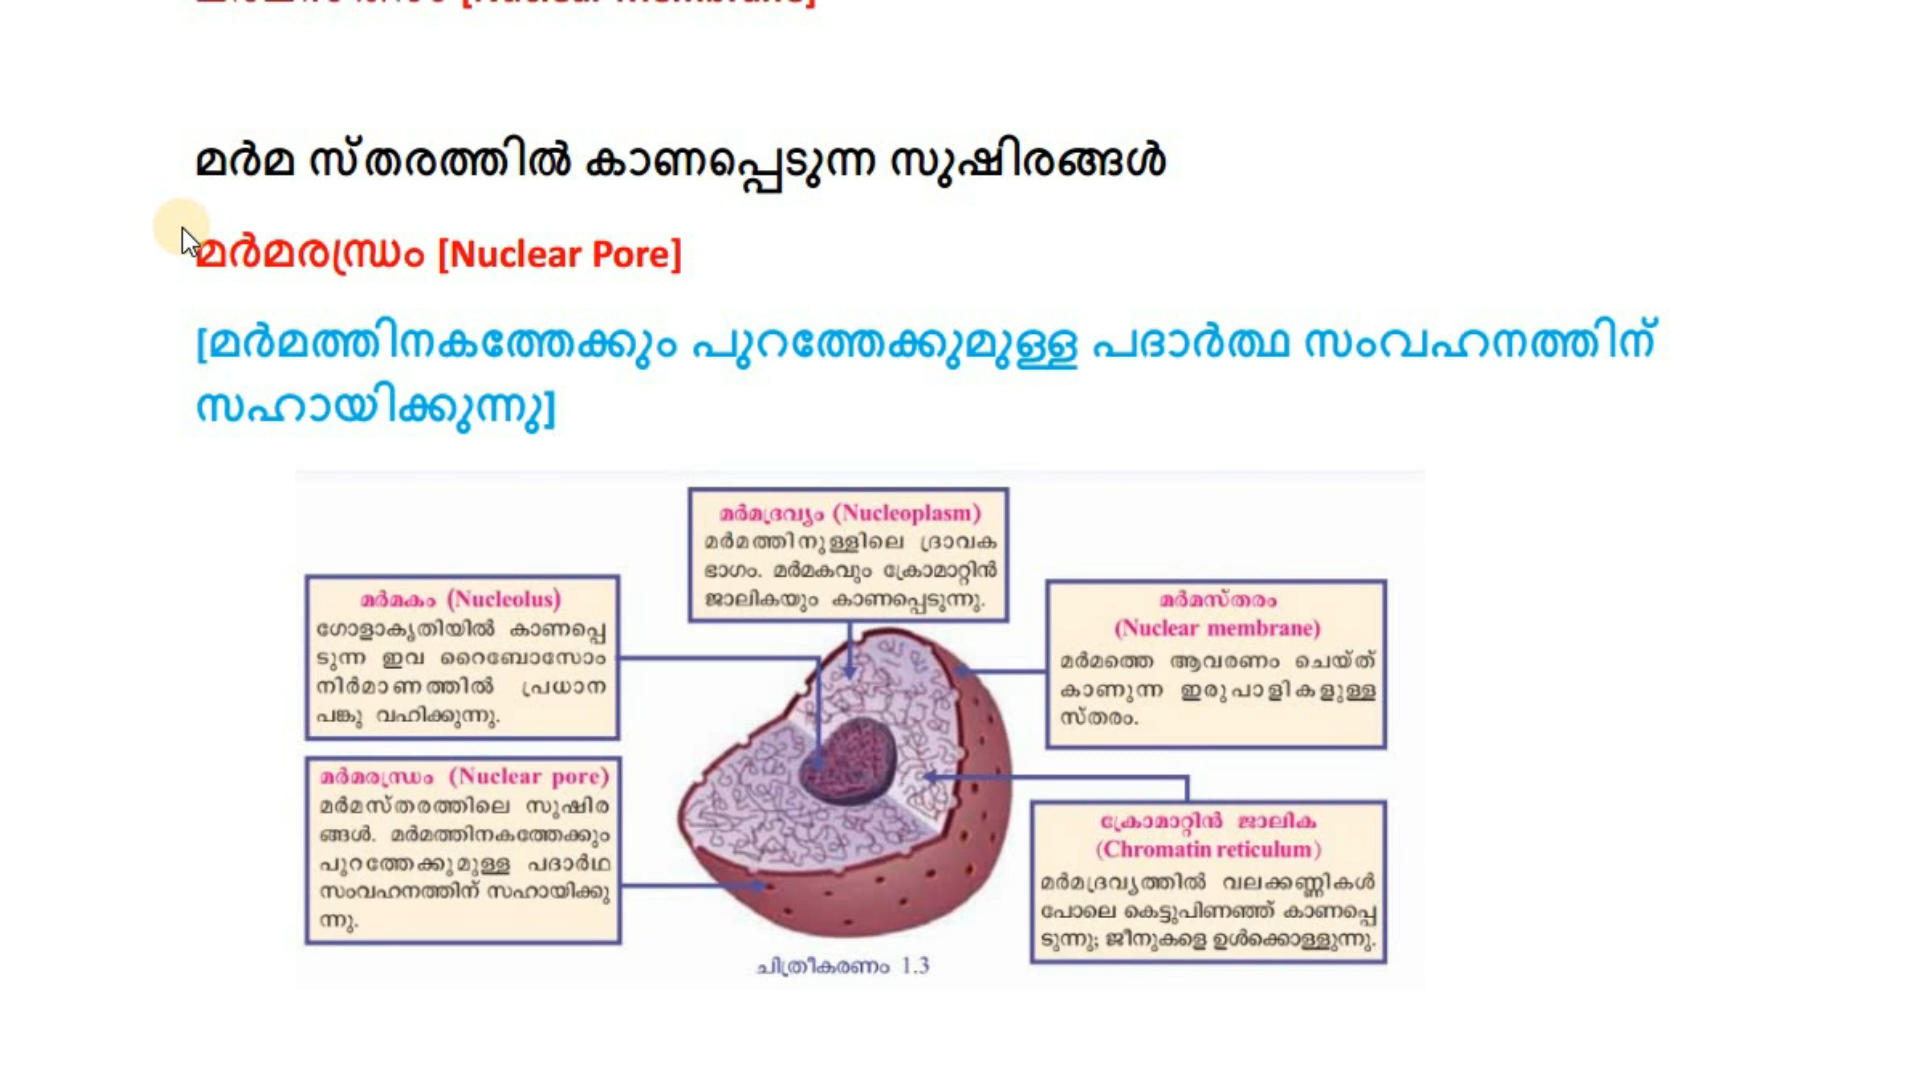 [Nuclear Membrane]
മർമ സ്തരത്തിൽ കാണപ്പെടുന്ന സുഷിരങ്ങൾ
മർമരന്ധ്രം [Nuclear Pore]
[മർമത്തിനകത്തേക്കും പുറത്തേക്കുമുള്ള പദാർത്ഥ സംവഹനത്തിന്
സഹായിക്കുന്നു]
മർമദ്രവ്യം (Nucleoplasm)
മർമത്തിനുള്ളിലെ ദ്രാവക
ഭാഗം. മർമകവും ക്രോമാറ്റിൻ
ജാലികയും കാണപ്പെടുന്നു.
മർമകം (Nucleolus)
ഗോളാകൃതിയിൽ കാണപ്പെ
ടുന്ന ഇവ റൈബോസോം
നിർമാണത്തിൽ പ്രധാന
പങ്കു വഹിക്കുന്നു.
മർമസ്തരം
(Nuclear membrane)
മർമത്തെ ആവരണം ചെയ്ത്
കാണുന്ന ഇരുപാളികളുള്ള
സ്തരം.
മർമരന്ധ്രം (Nuclear pore)
മർമസ്തരത്തിലെ സുഷിര
ങ്ങൾ. മർമത്തിനകത്തേക്കും
പുറത്തേക്കുമുള്ള പദാർഥ
സംവഹനത്തിന് സഹായിക്കു
ന്നു.
ക്രോമാറ്റിൻ ജാലിക
(Chromatin reticulum)
മർമദ്രവ്യത്തിൽ വലക്കണ്ണികൾ
പോലെ കെട്ടുപിണഞ്ഞ് കാണപ്പെ
ടുന്നു; ജീനുകളെ ഉൾക്കൊള്ളുന്നു.
ചിത്രീകരണം 1.3